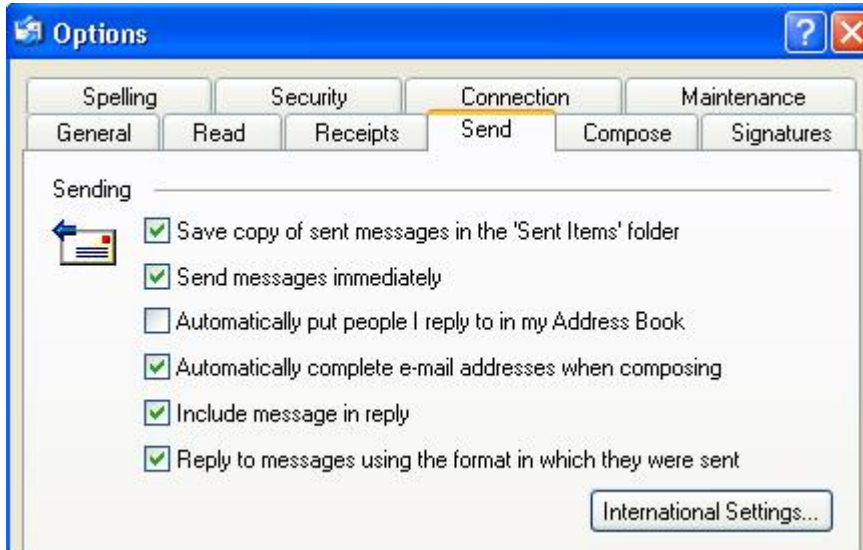 Options
Spelling Security Connection Maintenance
General Read Receipts Send Compose Signatures
Sending
Save copy of sent messages in the 'Sent Items' folder
Send messages immediately
Automatically put people I reply to in my Address Book
Automatically complete e-mail addresses when composing
Include message in reply
Reply to messages using the format in which they were sent
International Settings...